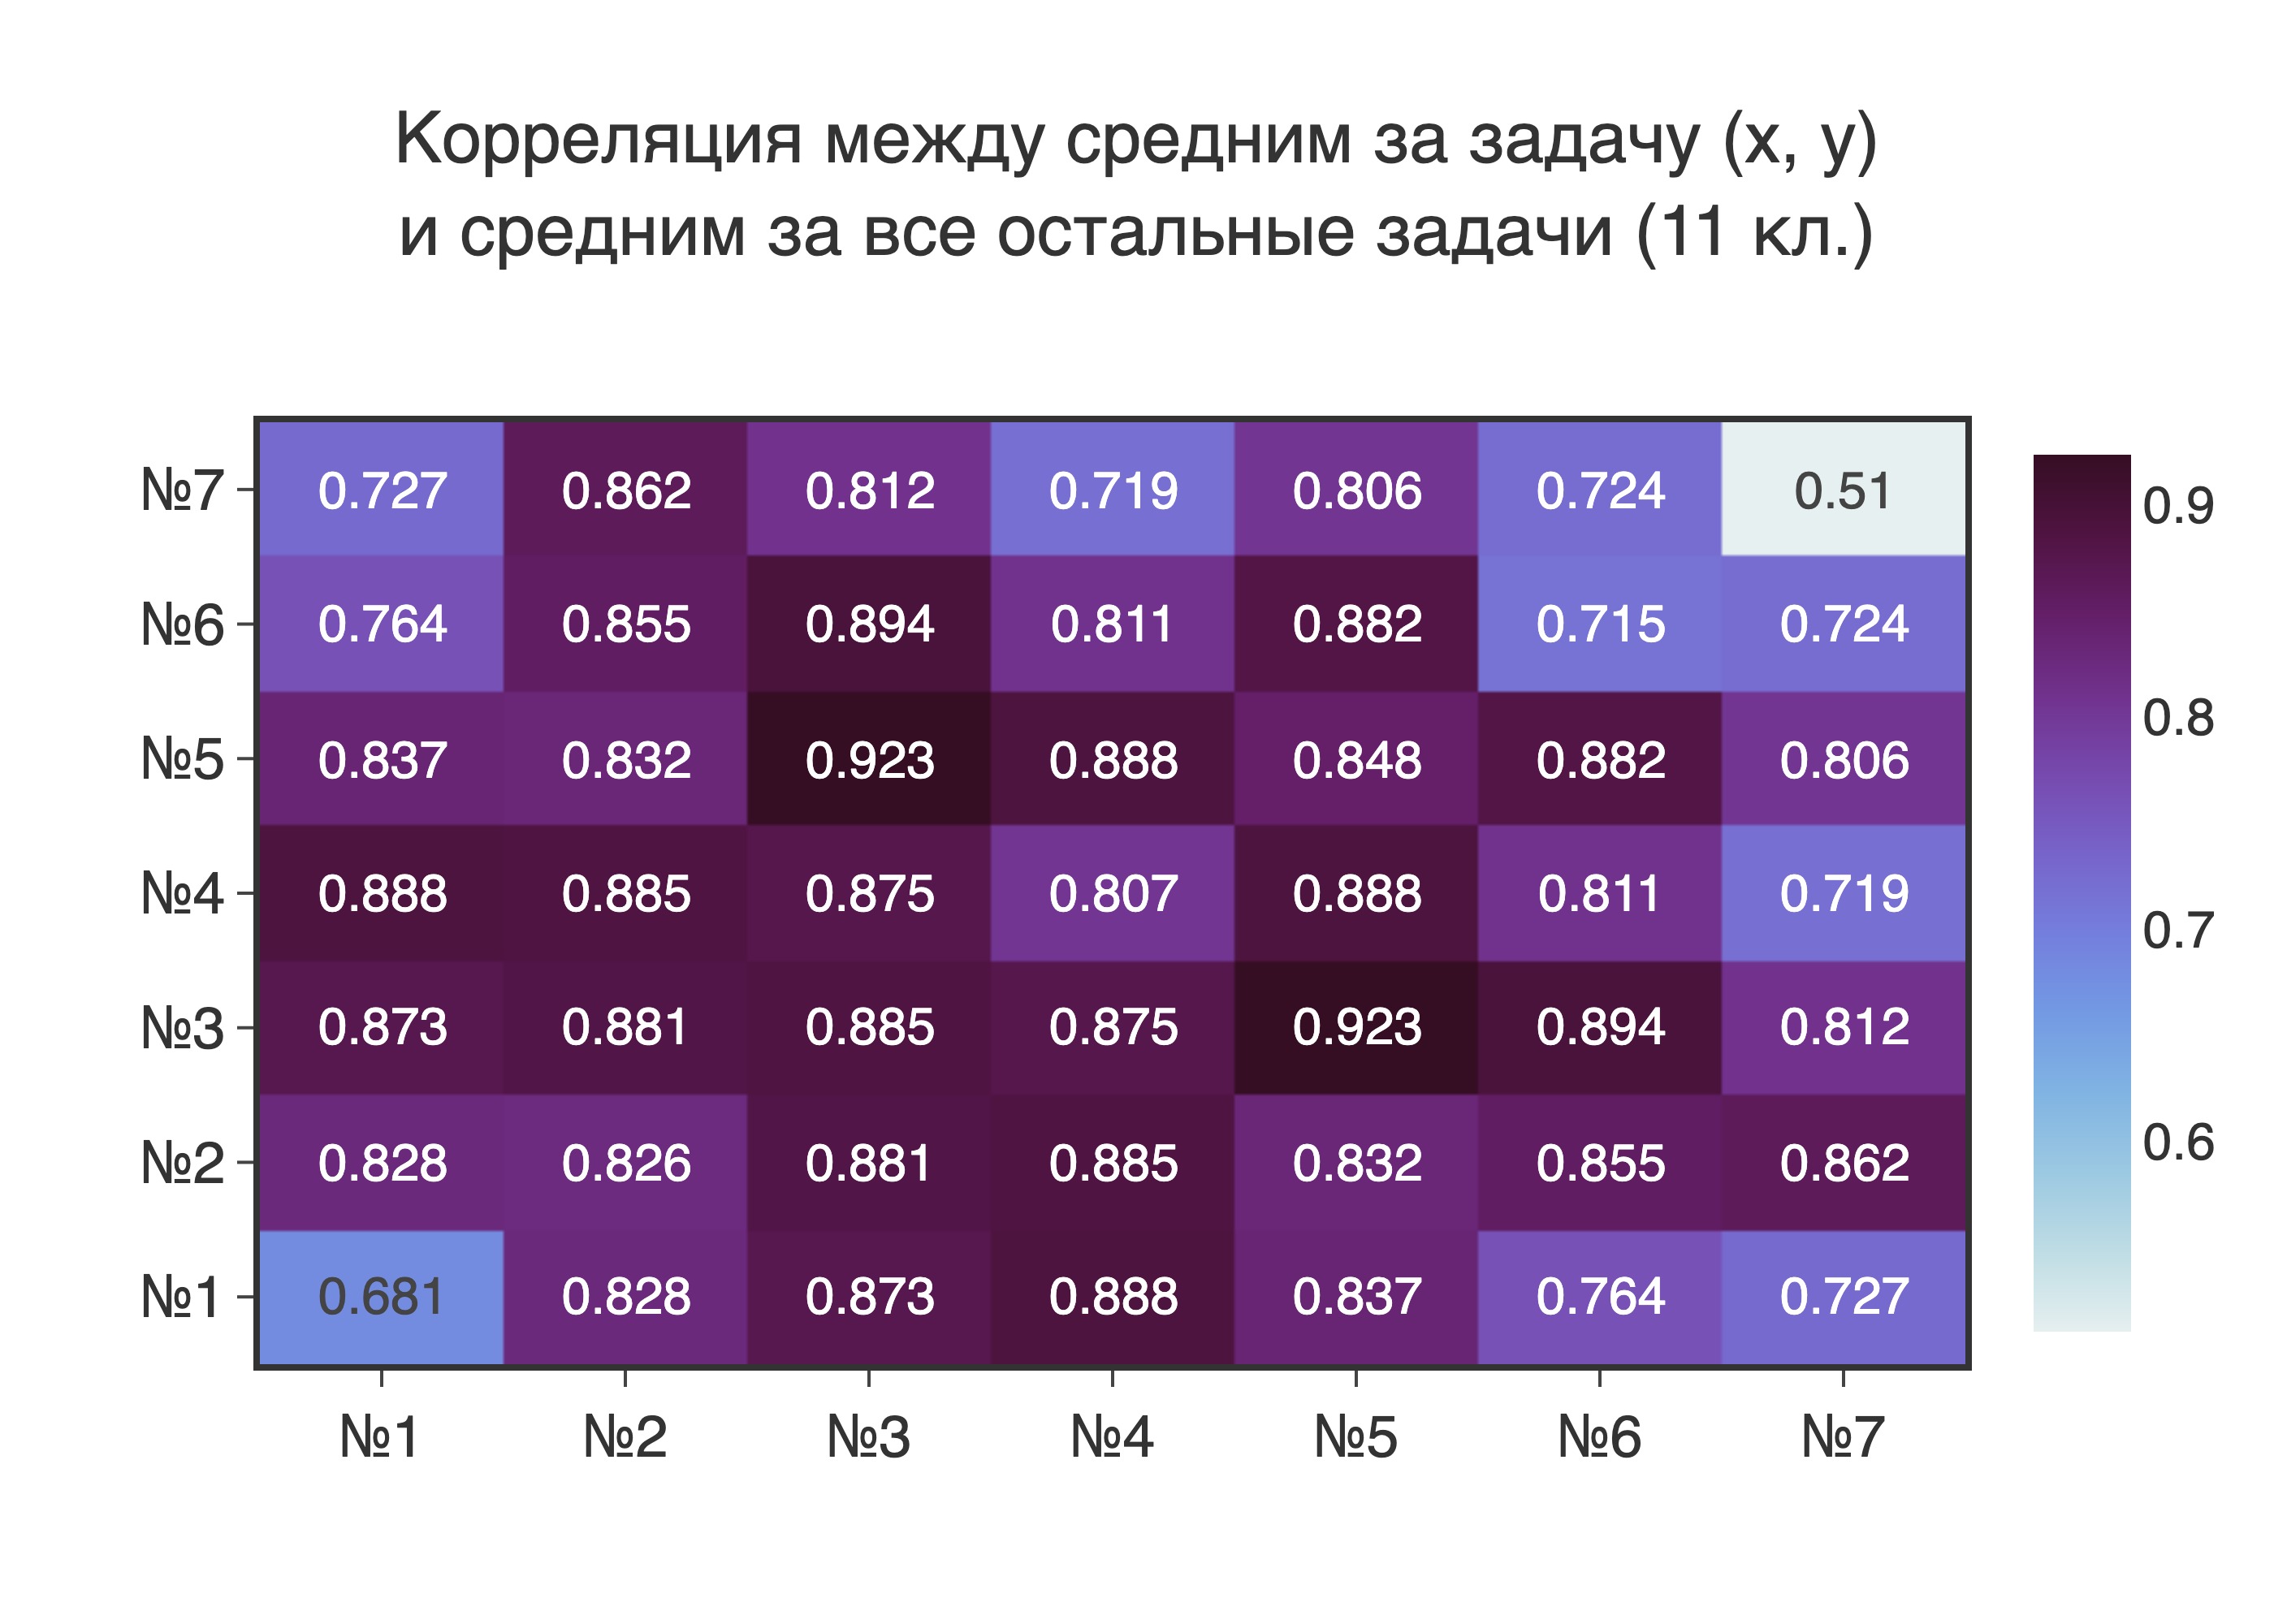 Корреляция между средним за задачу (x, y)
и средним за все остальные задачи (11 кл.)
№7 0.727 0.862 0.812 0.719 0.806 0.724 0.51
№6 0.764 0.855 0.894 0.811 0.882 0.715 0.724
№5 0.837 0.832 0.923 0.888 0.848 0.882 0.806
№4 0.888 0.885 0.875 0.807 0.888 0.811 0.719
№3 0.873 0.881 0.885 0.875 0.923 0.894 0.812
№2 0.828 0.826 0.881 0.885 0.832 0.855 0.862
№1 0.681 0.828 0.873 0.888 0.837 0.764 0.727
№1 №2 №3 №4 №5 №6 №7
0.9
0.8
0.7
0.6